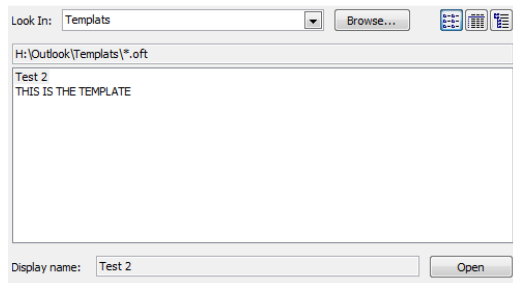 Look In: Templats Browse...
H:\Outlook\Templats\*.oft
Test 2
THIS IS THE TEMPLATE
Display name: Test 2 Open